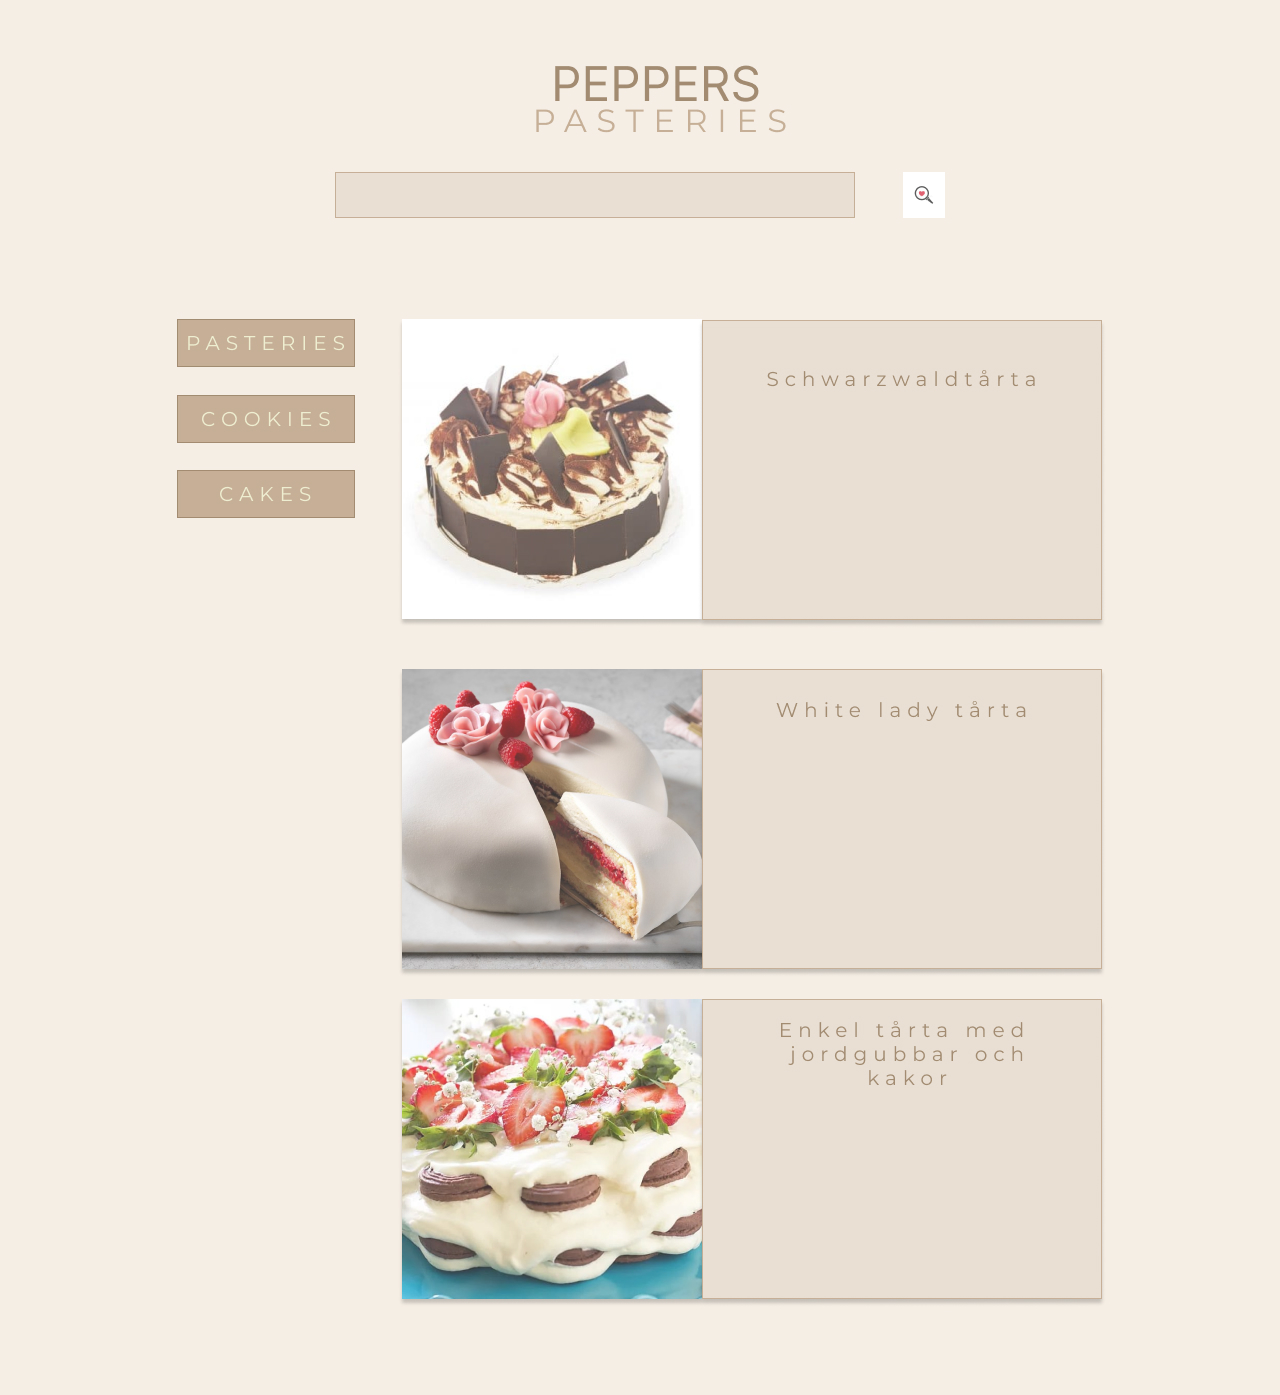 PEPPERS
PASTERIES
PASTERIES
COOKIES
CAKES
Schwarzwaldtårta
White lady tårta
Enkel tårta med
jordgubbar och
kakor